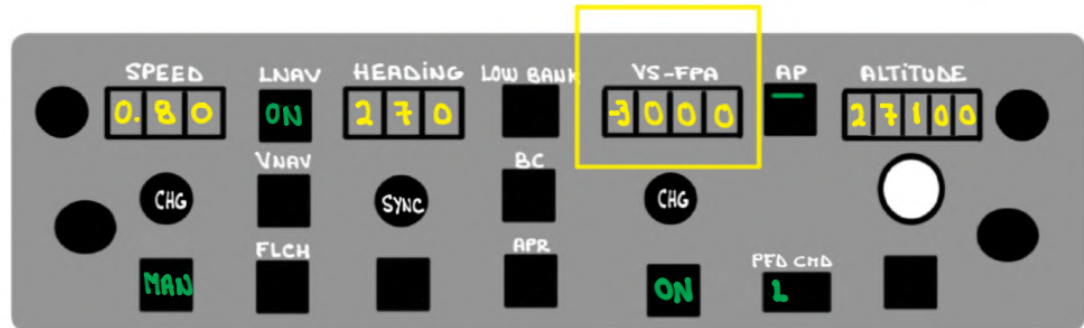 SPEED LNAV HEADING LOW BANK VS-FPA AP ALTITUDE
0.80 ON 270 -3000 27100
VNAV BC
CHG SYNC CHG
FLCH APR PFD CMD
MAN ON 1